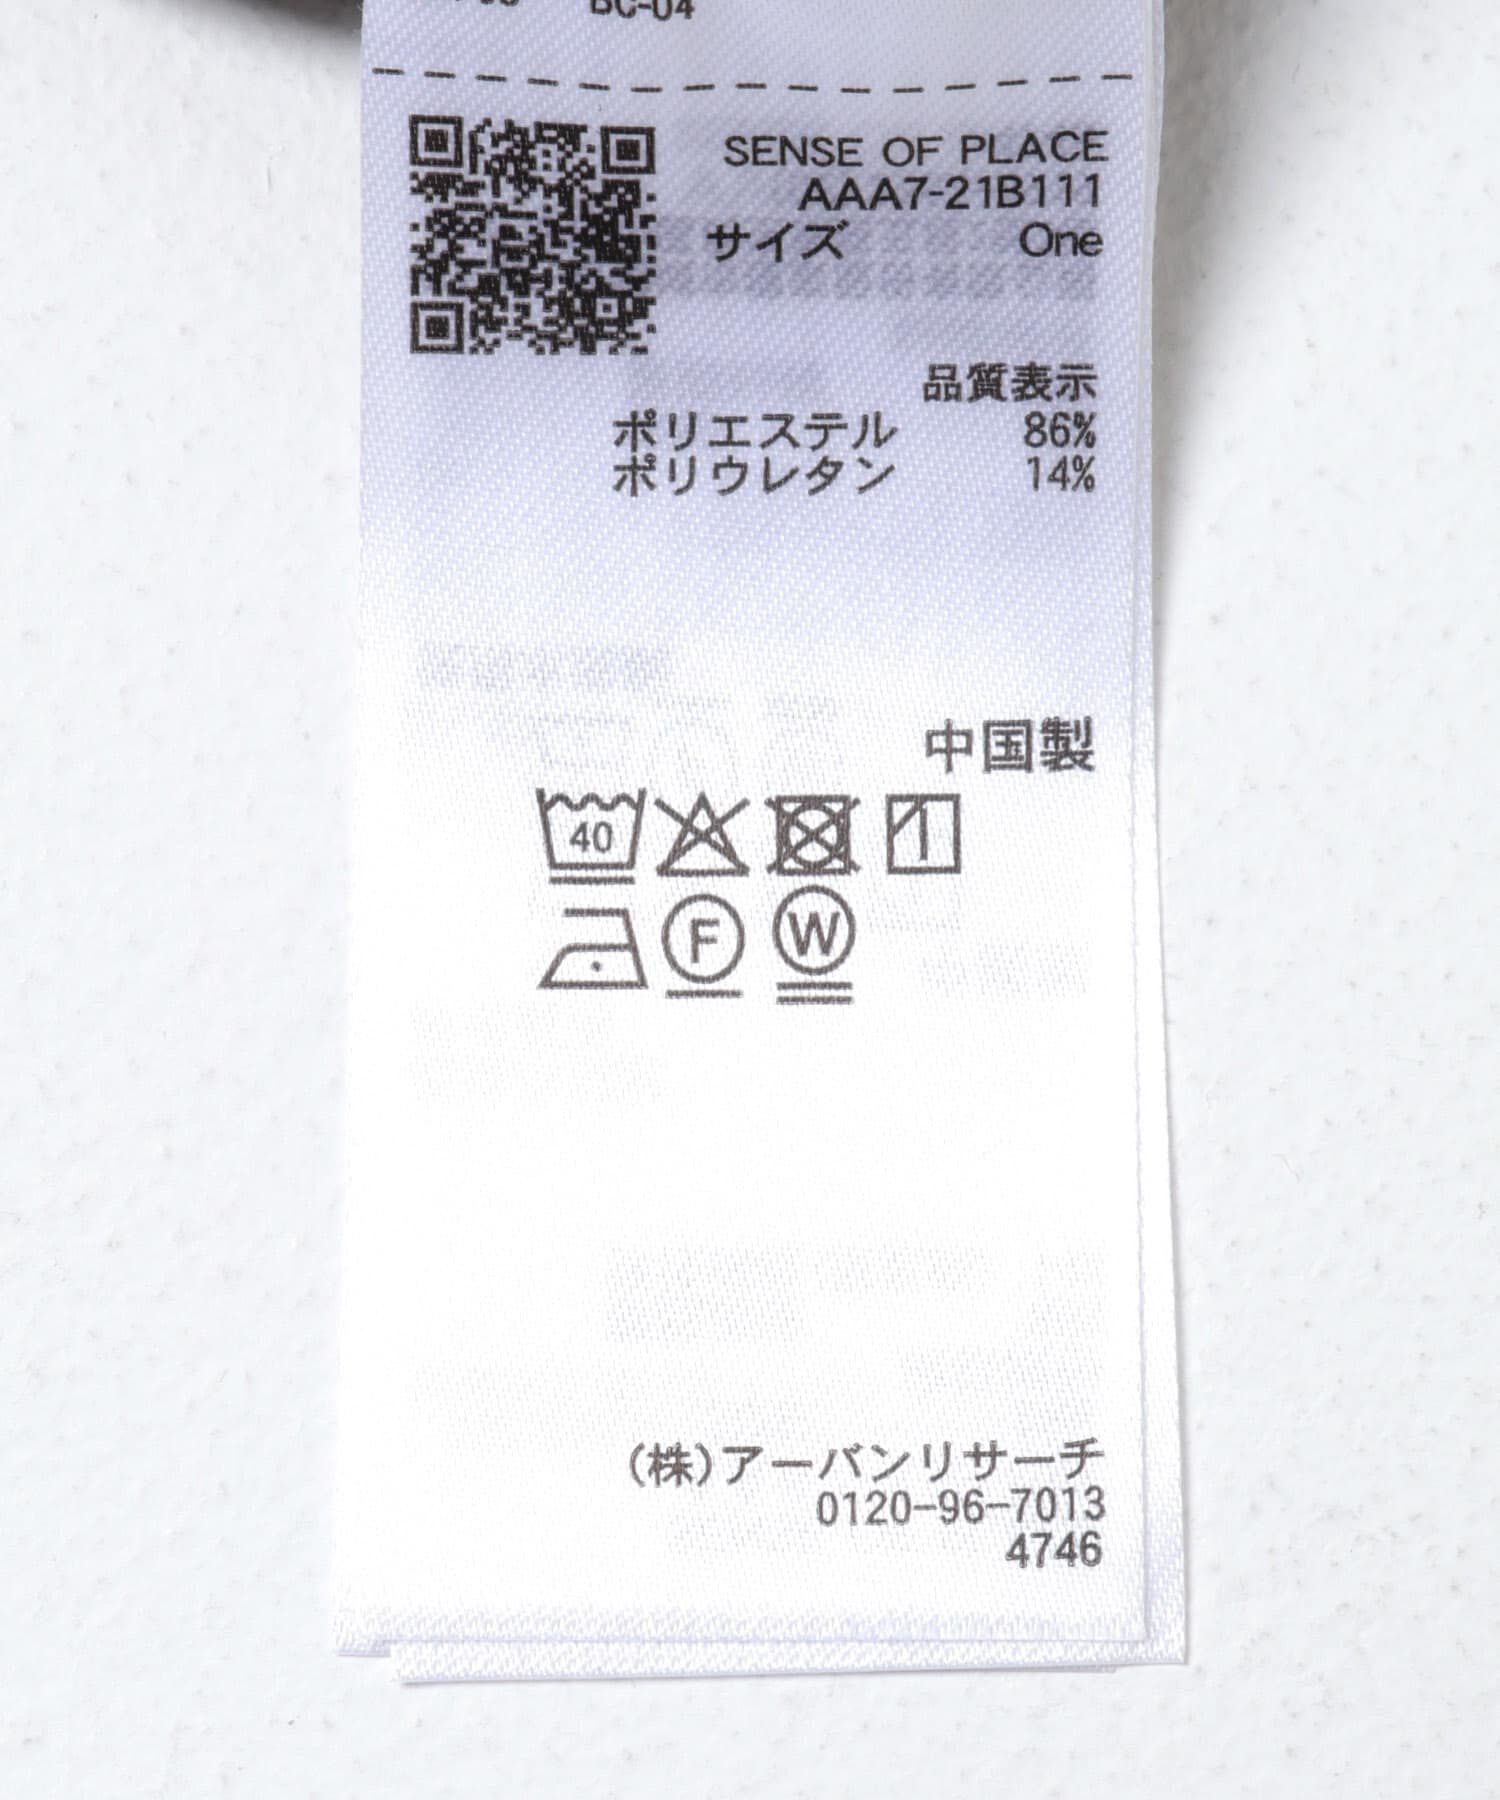 BC-04
SENSE OF PLACE
AAA7-21B111
サイズ One
品質表示
ポリエステル 86%
ポリウレタン 14%
中国製
40
F W
(株)アーバンリサーチ
0120-96-7013
4746